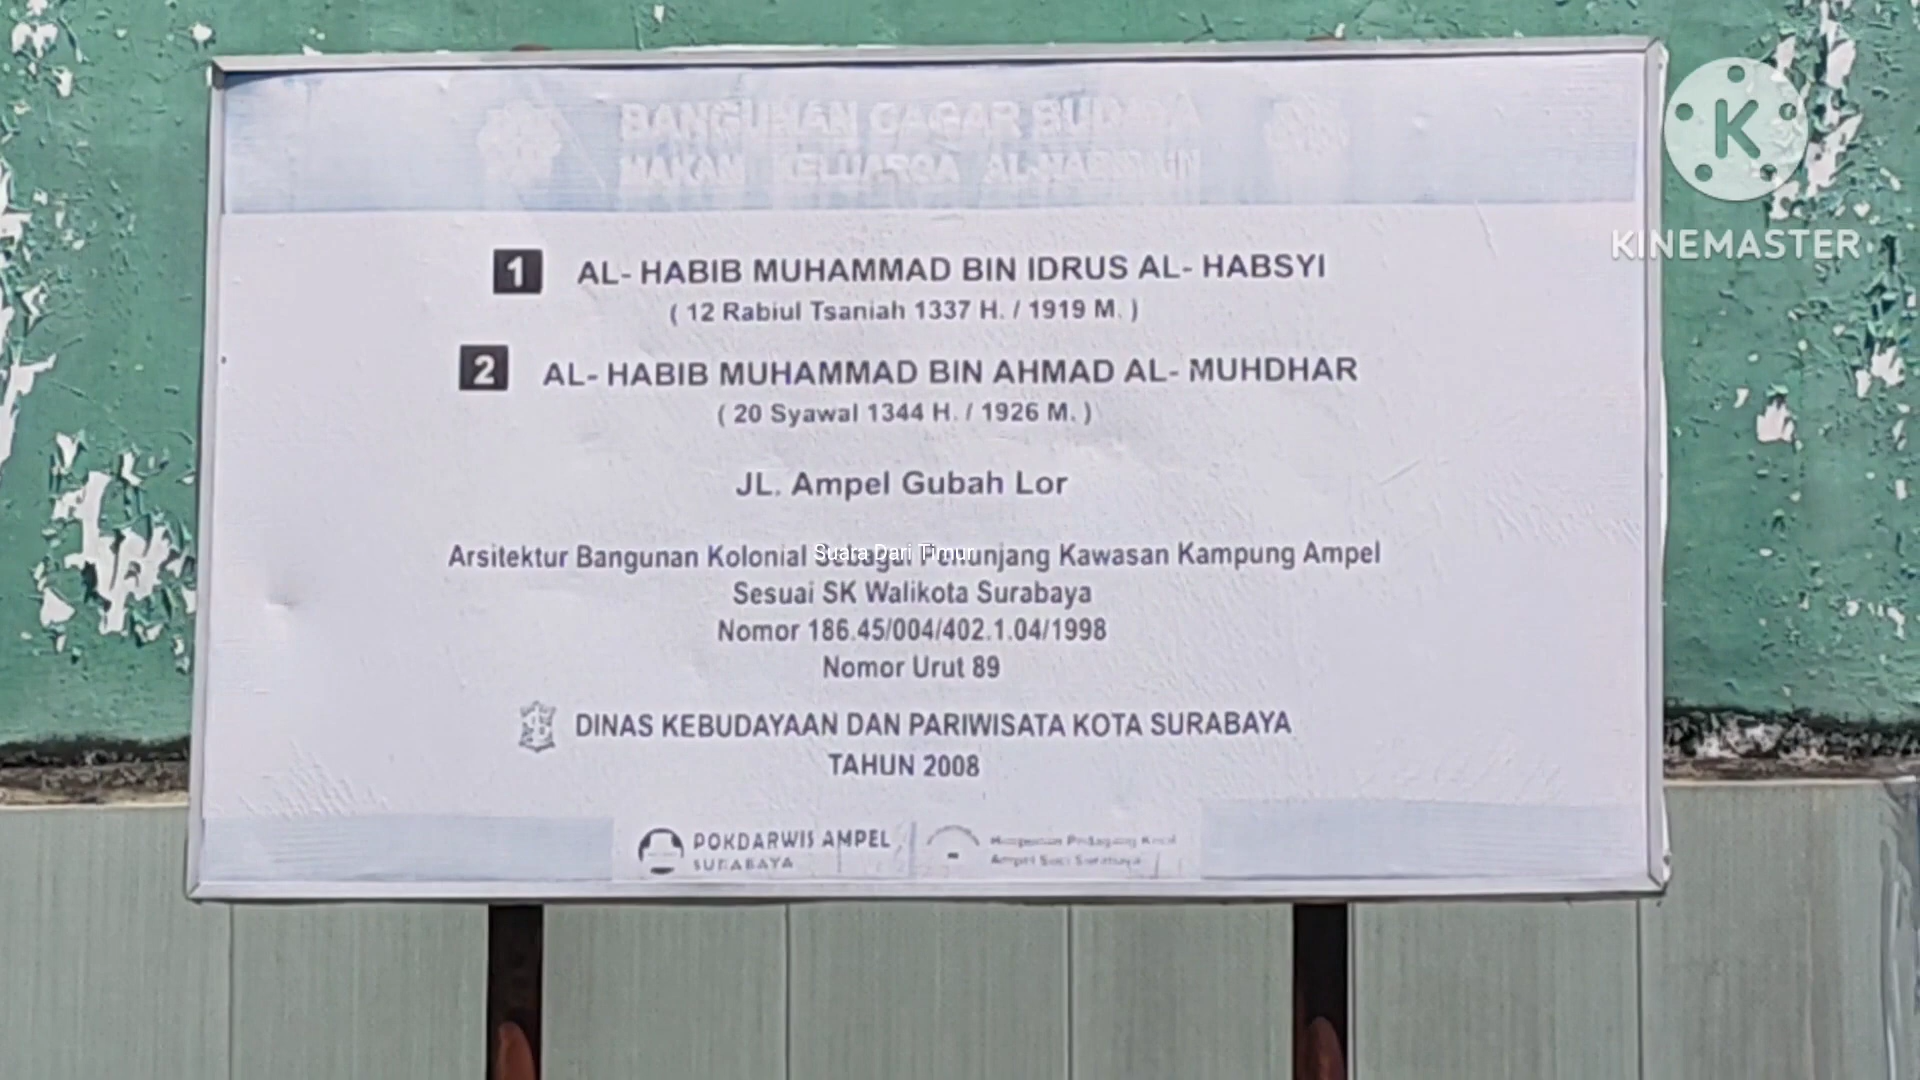 BANGUNAN CAGAR BUDAYA
MAKAM KELUARGA
1 AL- HABIB MUHAMMAD BIN IDRUS AL- HABSYI
( 12 Rabiul Tsaniah 1337 H. / 1919 M. )
2 AL- HABIB MUHAMMAD BIN AHMAD AL- MUHDHAR
( 20 Syawal 1344 H. / 1926 M. )
JL. Ampel Gubah Lor
Arsitektur Bangunan Kolonial Sebagai Penunjang Kawasan Kampung Ampel
Suara Dari Timur
Sesuai SK Walikota Surabaya
Nomor 186.45/004/402.1.04/1998
Nomor Urut 89
DINAS KEBUDAYAAN DAN PARIWISATA KOTA SURABAYA
TAHUN 2008
POKDARWIS AMPEL
SURABAYA
K
KINEMASTER